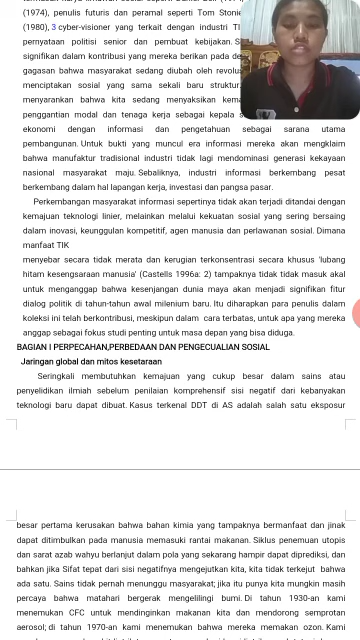 (1974), penulis futuris dan peramal seperti Tom Stonie
(1980), 3 cyber-visioner yang terkait dengan industri TI
pernyataan politisi senior dan pembuat kebijakan. S
signifikan dalam kontribusi yang mereka berikan pada de
gagasan bahwa masyarakat sedang diubah oleh revolu
menciptakan sosial yang sama sekali baru struktur.
menyarankan bahwa kita sedang menyaksikan kema
penggantian modal dan tenaga kerja sebagai kepala s
ekonomi dengan informasi dan pengetahuan sebagai sarana utama
pembangunan. Untuk bukti yang muncul era informasi mereka akan mengklaim
bahwa manufaktur tradisional industri tidak lagi mendominasi generasi kekayaan
nasional masyarakat maju. Sebaliknya, industri informasi berkembang pesat
berkembang dalam hal lapangan kerja, investasi dan pangsa pasar.
Perkembangan masyarakat informasi sepertinya tidak akan terjadi ditandai dengan
kemajuan teknologi linier, melainkan melalui kekuatan sosial yang sering bersaing
dalam inovasi, keunggulan kompetitif, agen manusia dan perlawanan sosial. Dimana
manfaat TIK
menyebar secara tidak merata dan kerugian terkonsentrasi secara khusus 'lubang
hitam kesengsaraan manusia' (Castells 1996a: 2) tampaknya tidak tidak masuk akal
untuk menganggap bahwa kesenjangan dunia maya akan menjadi signifikan fitur
dialog politik di tahun-tahun awal milenium baru. Itu diharapkan para penulis dalam
koleksi ini telah berkontribusi, meskipun dalam cara terbatas, untuk apa yang mereka
anggap sebagai fokus studi penting untuk masa depan yang bisa diduga.
BAGIAN I PERPECAHAN,PERBEDAAN DAN PENGECUALIAN SOSIAL
Jaringan global dan mitos kesetaraan
Seringkali membutuhkan kemajuan yang cukup besar dalam sains atau
penyelidikan ilmiah sebelum penilaian komprehensif sisi negatif dari kebanyakan
teknologi baru dapat dibuat. Kasus terkenal DDT di AS adalah salah satu eksposur
besar pertama kerusakan bahwa bahan kimia yang tampaknya bermanfaat dan jinak
dapat ditimbulkan pada manusia memasuki rantai makanan. Siklus penemuan utopis
dan sarat azab wahyu berlanjut dalam pola yang sekarang hampir dapat diprediksi, dan
bahkan jika Sifat tepat dari sisi negatifnya mengejutkan kita, kita tidak terkejut bahwa
ada satu. Sains tidak pernah menunggu masyarakat; jika itu punya kita mungkin masih
percaya bahwa matahari bergerak mengelilingi bumi. Di tahun 1930-an kami
menemukan CFC untuk mendinginkan makanan kita dan mendorong semprotan
aerosol; di tahun 1970-an kami menemukan bahwa mereka memakan ozon. Kami